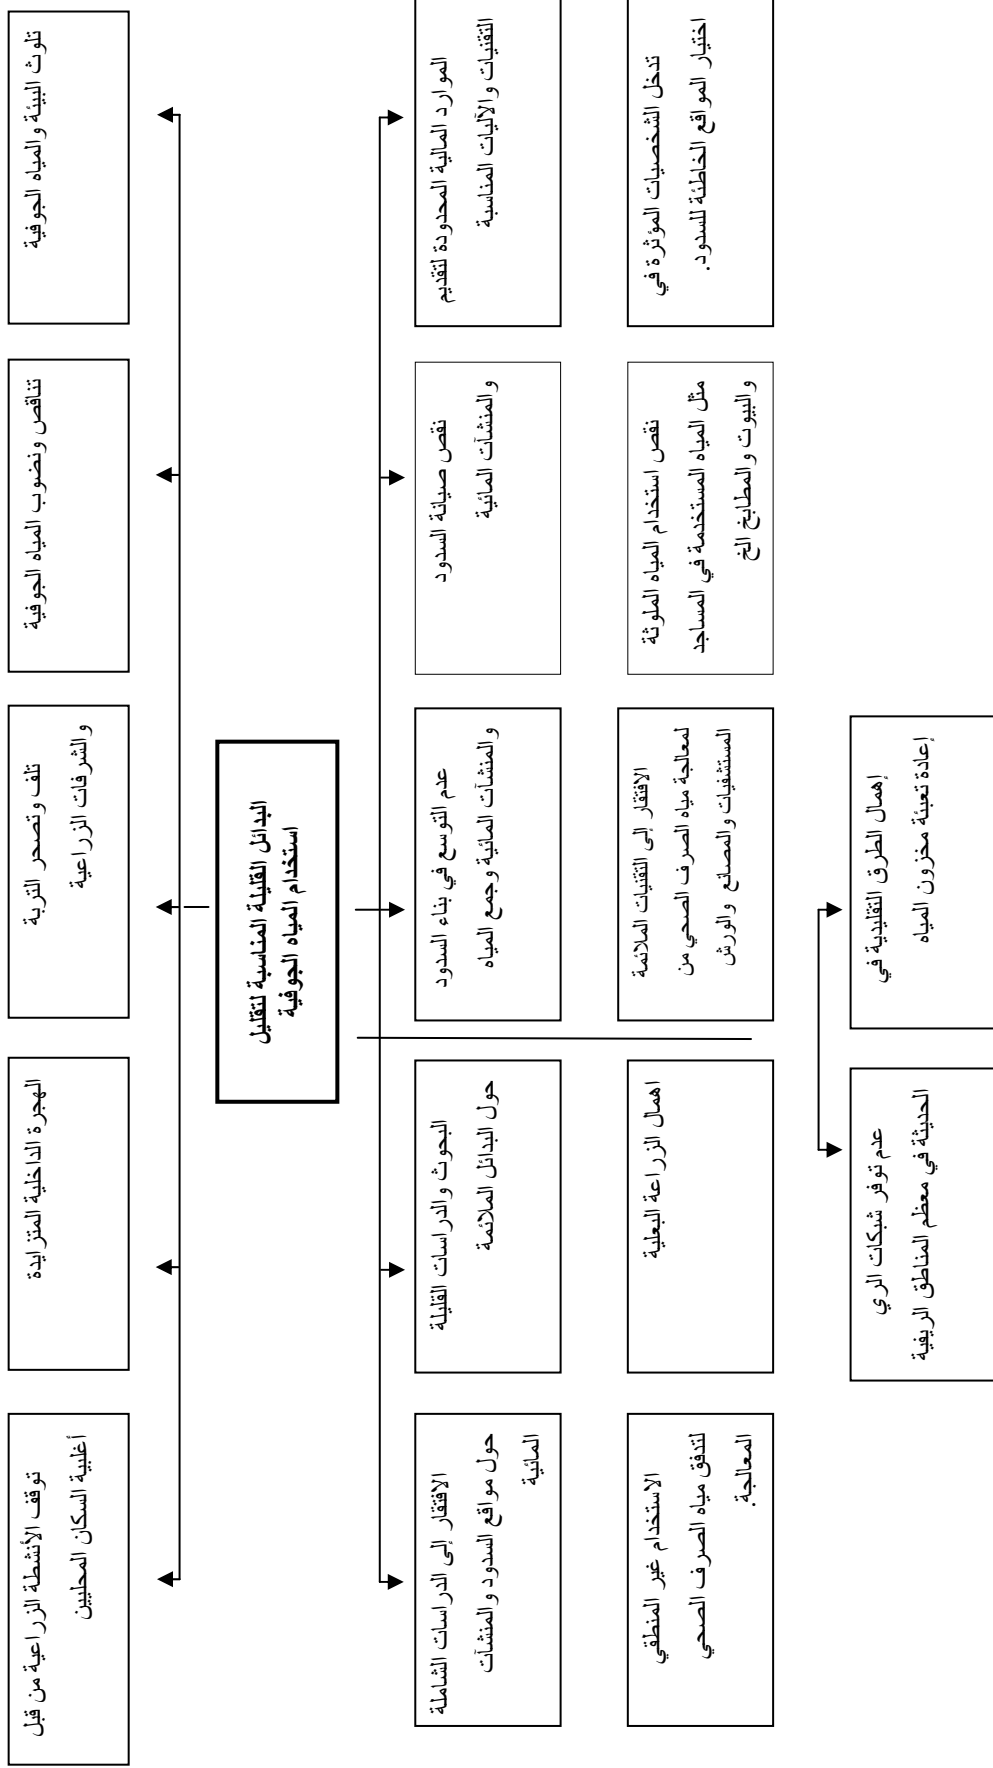 تلوث البيئة والمياه الجوفية
تناقص ونضوب المياه الجوفية
تلف وتصحر التربة
والشرفات الزراعية
الهجرة الداخلية المتزايدة
توقف الأنشطة الزراعية من قبل
أغلبية السكان المحليين
البدائل القليلة المناسبة لتقليل
استخدام المياه الجوفية
الموارد المالية المحدودة لتقديم
التقنيات والآليات المناسبة
نقص صيانة السدود
والمنشآت المائية
عدم التوسع في بناء السدود
والمنشآت المائية وجمع المياه
البحوث والدراسات القليلة
حول البدائل الملائمة
الافتقار إلى الدراسات الشاملة
حول مواقع السدود والمنشآت
المائية
تدخل الشخصيات المؤثرة في
اختيار المواقع الخاطئة للسدود.
نقص استخدام المياه الملوثة
مثل المياه المستخدمة في المساجد
والبيوت والمطابخ الخ
الافتقار إلى التقنيات الملائمة
لمعالجة مياه الصرف الصحي من
المستشفيات والمصانع والورش
اهمال الزراعة البعلية
الاستخدام غير المنطقي
لتدفق مياه الصرف الصحي
المعالجة.
إهمال الطرق التقليدية في
إعادة تعبئة مخزون المياه
عدم توفر شبكات الري
الحديثة في معظم المناطق الريفية